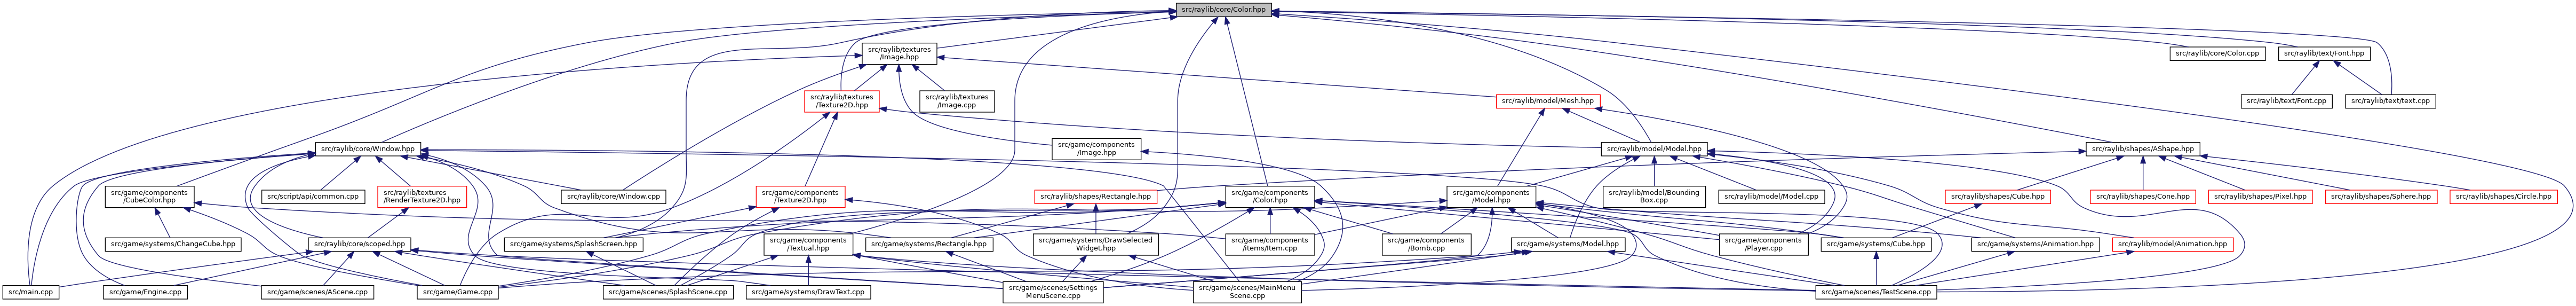 src/raylib/core/Color.hpp
src/raylib/textures
/Image.hpp
src/raylib/core/Color.cpp
src/raylib/text/Font.hpp
src/raylib/textures
/Texture2D.hpp
src/raylib/textures
/Image.cpp
src/raylib/model/Mesh.hpp
src/raylib/text/Font.cpp
src/raylib/text/text.cpp
src/raylib/core/Window.hpp
src/game/components
/Image.hpp
src/raylib/model/Model.hpp
src/raylib/shapes/AShape.hpp
src/game/components
/CubeColor.hpp
src/script/api/common.cpp
src/raylib/textures
/RenderTexture2D.hpp
src/raylib/core/Window.cpp
src/game/components
/Texture2D.hpp
src/raylib/shapes/Rectangle.hpp
src/game/components
/Color.hpp
src/game/components
/Model.hpp
src/raylib/model/Bounding
Box.cpp
src/raylib/model/Model.cpp
src/raylib/shapes/Cube.hpp
src/raylib/shapes/Cone.hpp
src/raylib/shapes/Pixel.hpp
src/raylib/shapes/Sphere.hpp
src/raylib/shapes/Circle.hpp
src/game/systems/ChangeCube.hpp
src/raylib/core/scoped.hpp
src/game/systems/SplashScreen.hpp
src/game/components
/Textual.hpp
src/game/systems/Rectangle.hpp
src/game/systems/DrawSelected
Widget.hpp
src/game/components
/items/Item.cpp
src/game/components
/Bomb.cpp
src/game/systems/Model.hpp
src/game/components
/Player.cpp
src/game/systems/Cube.hpp
src/game/systems/Animation.hpp
src/raylib/model/Animation.hpp
src/main.cpp
src/game/Engine.cpp
src/game/scenes/AScene.cpp
src/game/Game.cpp
src/game/scenes/SplashScene.cpp
src/game/systems/DrawText.cpp
src/game/scenes/Settings
MenuScene.cpp
src/game/scenes/MainMenu
Scene.cpp
src/game/scenes/TestScene.cpp